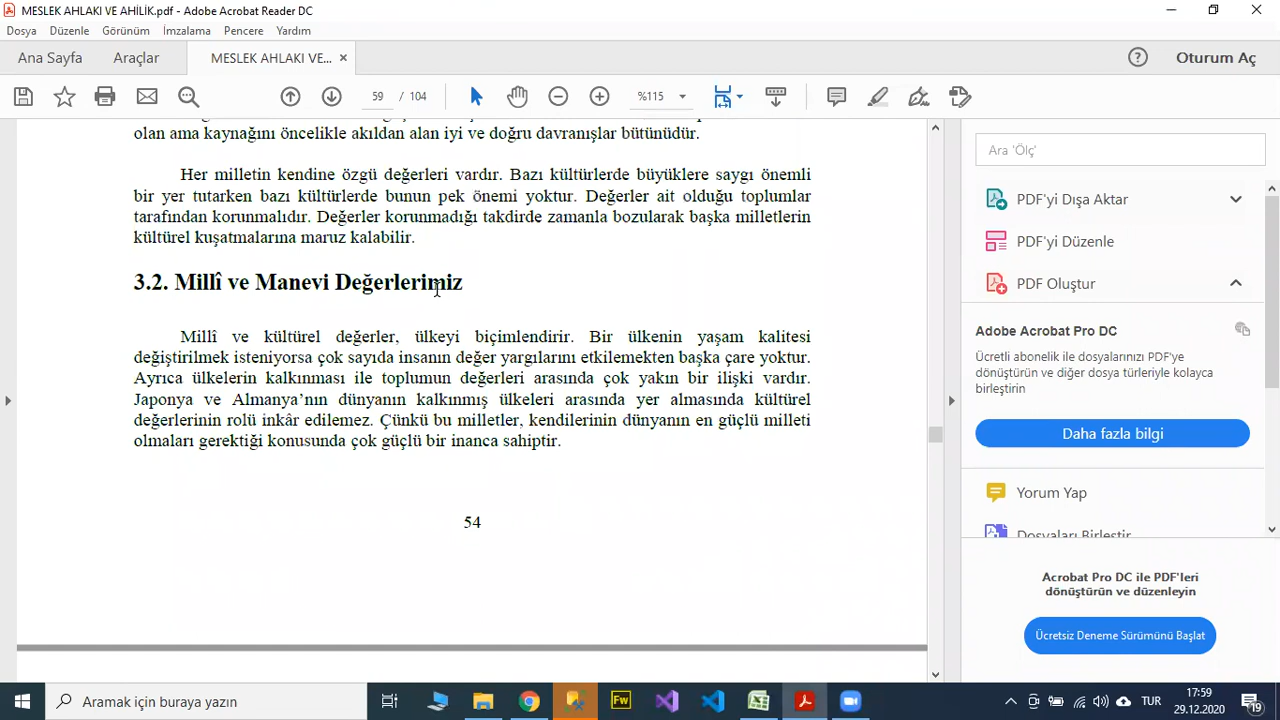 MESLEK AHLAKI VE AHİLİK.pdf - Adobe Acrobat Reader DC
Dosya Düzenle Görünüm İmzalama Pencere Yardım
Ana Sayfa Araçlar MESLEK AHLAKI VE... × Oturum Aç
59 / 104 %115
olan ama kaynağını öncelikle akıldan alan iyi ve doğru davranışlar bütünüdür.
Her milletin kendine özgü değerleri vardır. Bazı kültürlerde büyüklere saygı önemli
bir yer tutarken bazı kültürlerde bunun pek önemi yoktur. Değerler ait olduğu toplumlar
tarafından korunmalıdır. Değerler korunmadığı takdirde zamanla bozularak başka milletlerin
kültürel kuşatmalarına maruz kalabilir.
3.2. Millî ve Manevi Değerlerimiz
Millî ve kültürel değerler, ülkeyi biçimlendirir. Bir ülkenin yaşam kalitesi
değiştirilmek isteniyorsa çok sayıda insanın değer yargılarını etkilemekten başka çare yoktur.
Ayrıca ülkelerin kalkınması ile toplumun değerleri arasında çok yakın bir ilişki vardır.
Japonya ve Almanya’nın dünyanın kalkınmış ülkeleri arasında yer almasında kültürel
değerlerinin rolü inkâr edilemez. Çünkü bu milletler, kendilerinin dünyanın en güçlü milleti
olmaları gerektiği konusunda çok güçlü bir inanca sahiptir.
54
Ara 'Ölç'
PDF'yi Dışa Aktar
PDF'yi Düzenle
PDF Oluştur
Adobe Acrobat Pro DC
Ücretli abonelik ile dosyalarınızı PDF'ye
dönüştürün ve diğer dosya türleriyle kolayca
birleştirin
Daha fazla bilgi
Yorum Yap
Dosyaları Birleştir
Acrobat Pro DC ile PDF'leri
dönüştürün ve düzenleyin
Ücretsiz Deneme Sürümünü Başlat
Aramak için buraya yazın
Fw
TUR
17:59
29.12.2020
19